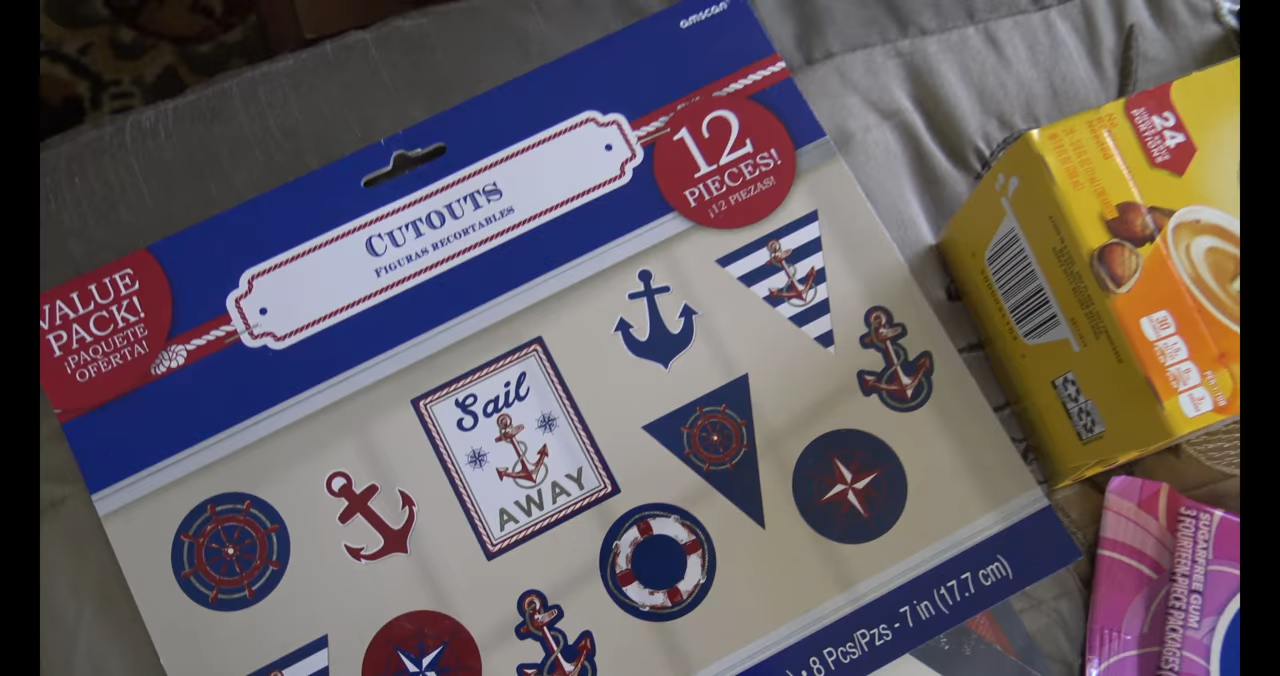 amscan
12
PIECES!
¡12 PIEZAS!
CUTOUTS
FIGURAS RECORTABLES
VALUE
PACK!
¡PAQUETE
OFERTA!
Sail
AWAY
8 Pcs/Pzs - 7 in (17.7 cm)
24
30
SUGARFREE GUM
3 FOURTEEN-PIECE PACKAGES